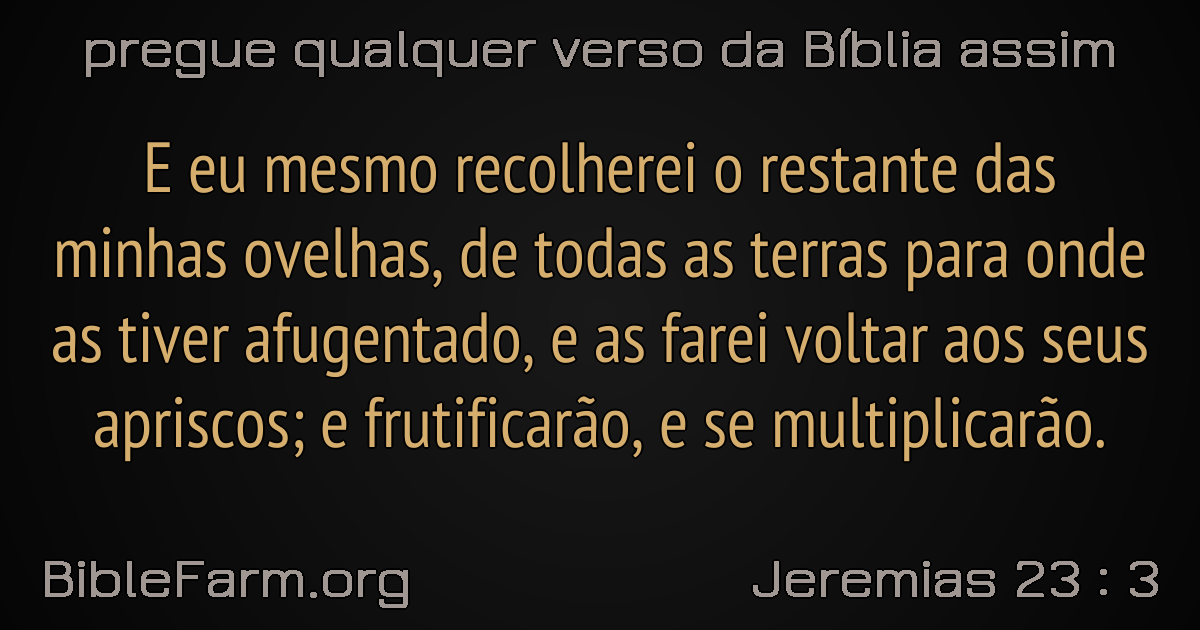 pregue qualquer verso da Bíblia assim
E eu mesmo recolherei o restante das
minhas ovelhas, de todas as terras para onde
as tiver afugentado, e as farei voltar aos seus
apriscos; e frutificarão, e se multiplicarão.
BibleFarm.org
Jeremias 23 : 3